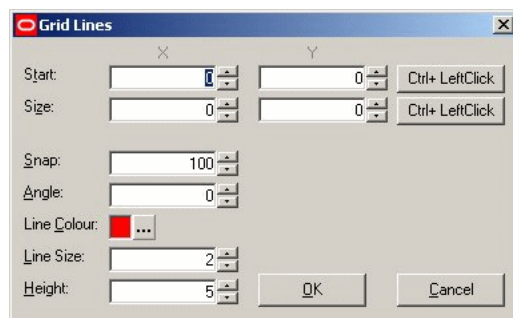 Grid Lines
X Y
Start: 0 0 Ctrl+ LeftClick
Size: 0 0 Ctrl+ LeftClick
Snap: 100
Angle: 0
Line Colour: ...
Line Size: 2
Height: 5 OK Cancel